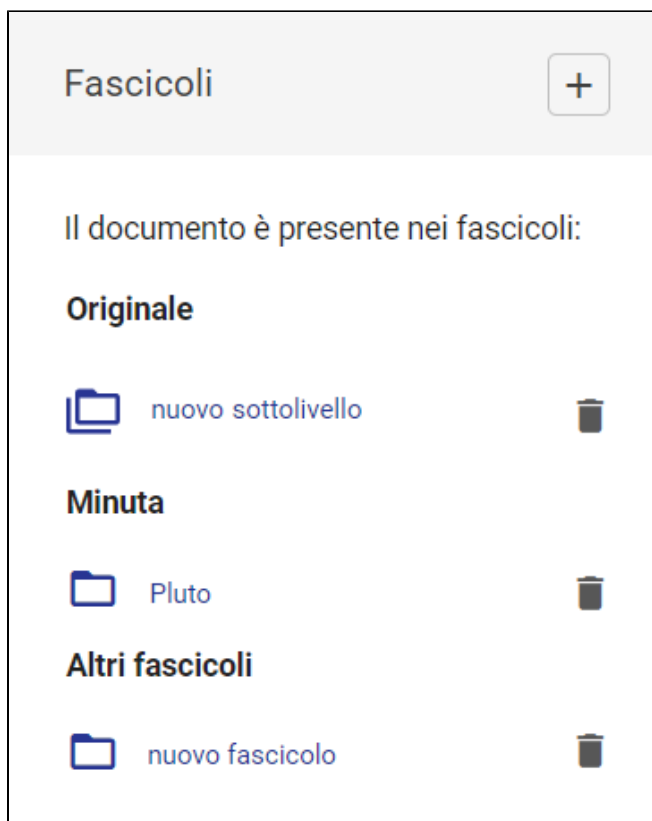 Fascicoli
+
Il documento è presente nei fascicoli:
Originale
nuovo sottolivello
Minuta
Pluto
Altri fascicoli
nuovo fascicolo